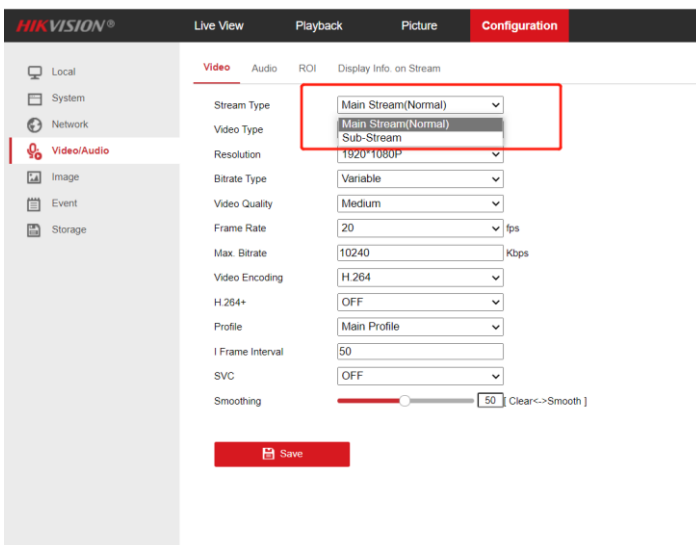 HIKVISION® Live View Playback Picture Configuration
Local
System
Network
Video/Audio
Image
Event
Storage
Video Audio ROI Display Info. on Stream
Stream Type Main Stream(Normal)
Main Stream(Normal)
Video Type
Sub-Stream
Resolution 1920*1080P
Bitrate Type Variable
Video Quality Medium
Frame Rate 20 fps
Max. Bitrate 10240 Kbps
Video Encoding H.264
H.264+ OFF
Profile Main Profile
I Frame Interval 50
SVC OFF
Smoothing 50 [ Clear<->Smooth ]
Save